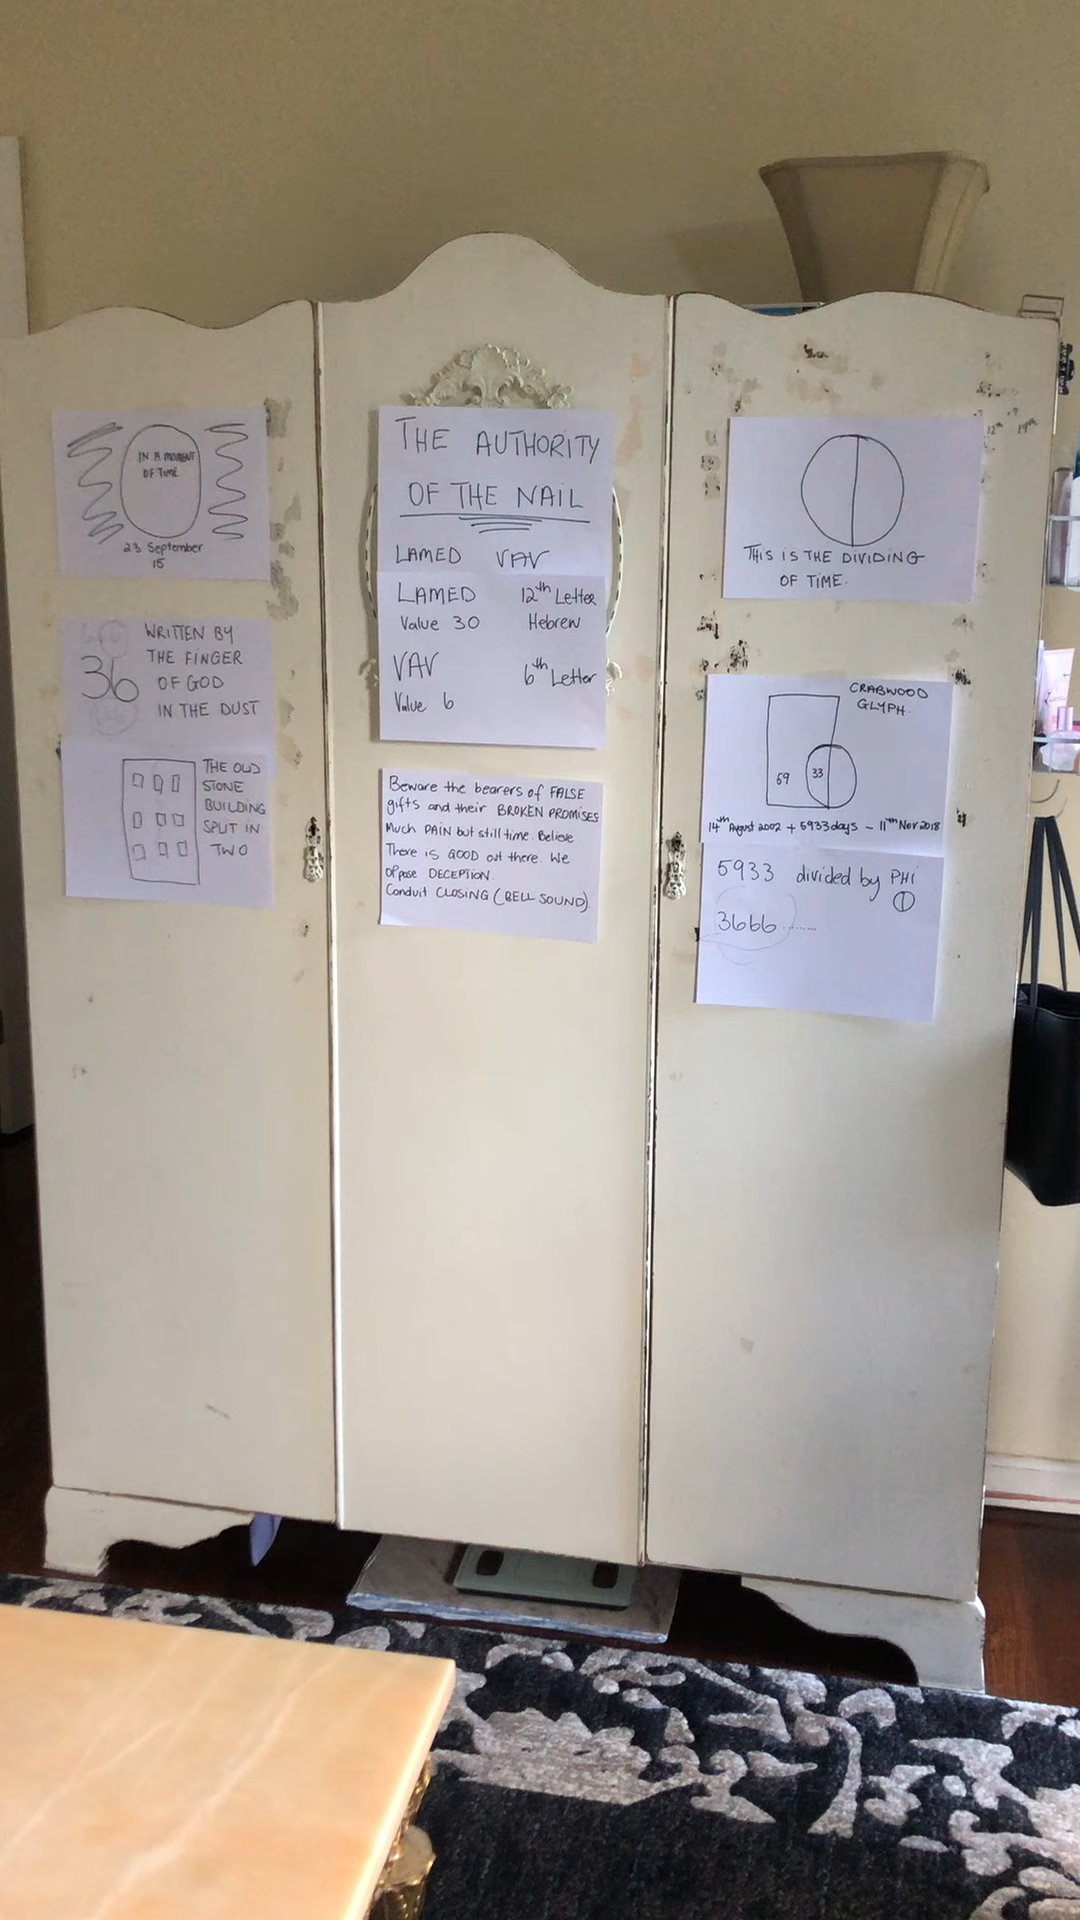 IN A MOMENT
OF TIME
23 September
15
36
WRITTEN BY
THE FINGER
OF GOD
IN THE DUST
THE OLD
STONE
BUILDING
SPLIT IN
TWO
THE AUTHORITY
OF THE NAIL
LAMED VAV
LAMED 12th Letter
Value 30 Hebrew
VAV 6th Letter
Value 6
Beware the bearers of FALSE
gifts and their BROKEN PROMISES
Much PAIN but still time. Believe
There is GOOD out there. We
oppose DECEPTION.
Conduit CLOSING (BELL SOUND)
THIS IS THE DIVIDING
OF TIME.
CRABWOOD
GLYPH.
59 33
14th August 2002 + 5933 days - 11th Nov 2018
5933 divided by PHI
3666........